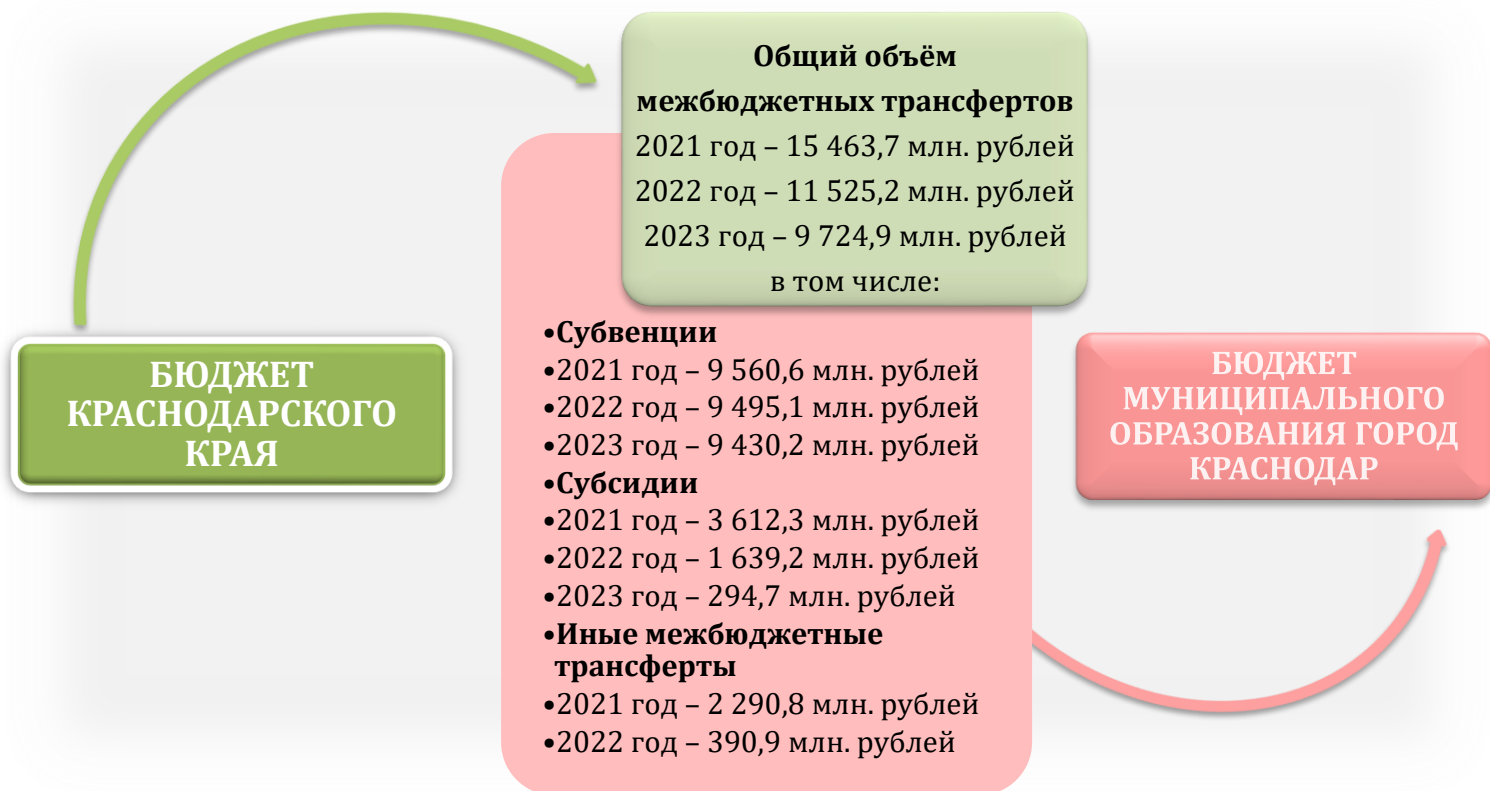 Общий объём
межбюджетных трансфертов
2021 год – 15 463,7 млн. рублей
2022 год – 11 525,2 млн. рублей
2023 год – 9 724,9 млн. рублей
в том числе:
БЮДЖЕТ
КРАСНОДАРСКОГО
КРАЯ
•Субвенции
•2021 год – 9 560,6 млн. рублей
•2022 год – 9 495,1 млн. рублей
•2023 год – 9 430,2 млн. рублей
•Субсидии
•2021 год – 3 612,3 млн. рублей
•2022 год – 1 639,2 млн. рублей
•2023 год – 294,7 млн. рублей
•Иные межбюджетные
трансферты
•2021 год – 2 290,8 млн. рублей
•2022 год – 390,9 млн. рублей
БЮДЖЕТ
МУНИЦИПАЛЬНОГО
ОБРАЗОВАНИЯ ГОРОД
КРАСНОДАР